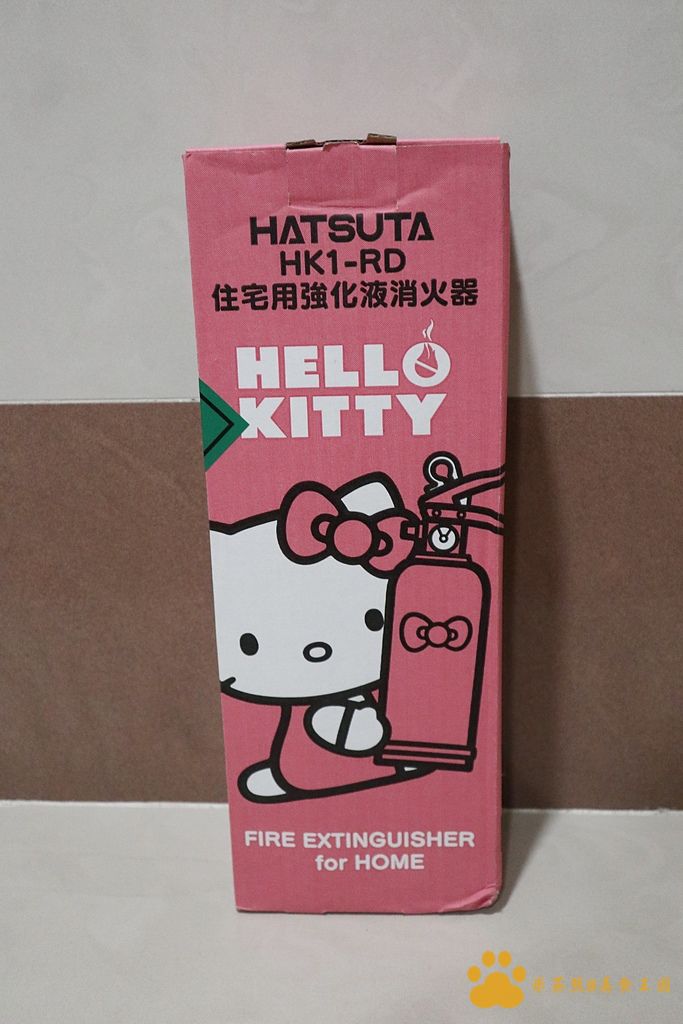 HATSUTA
HK1-RD
住宅用強化液消火器
HELLO
KITTY
FIRE EXTINGUISHER
for HOME